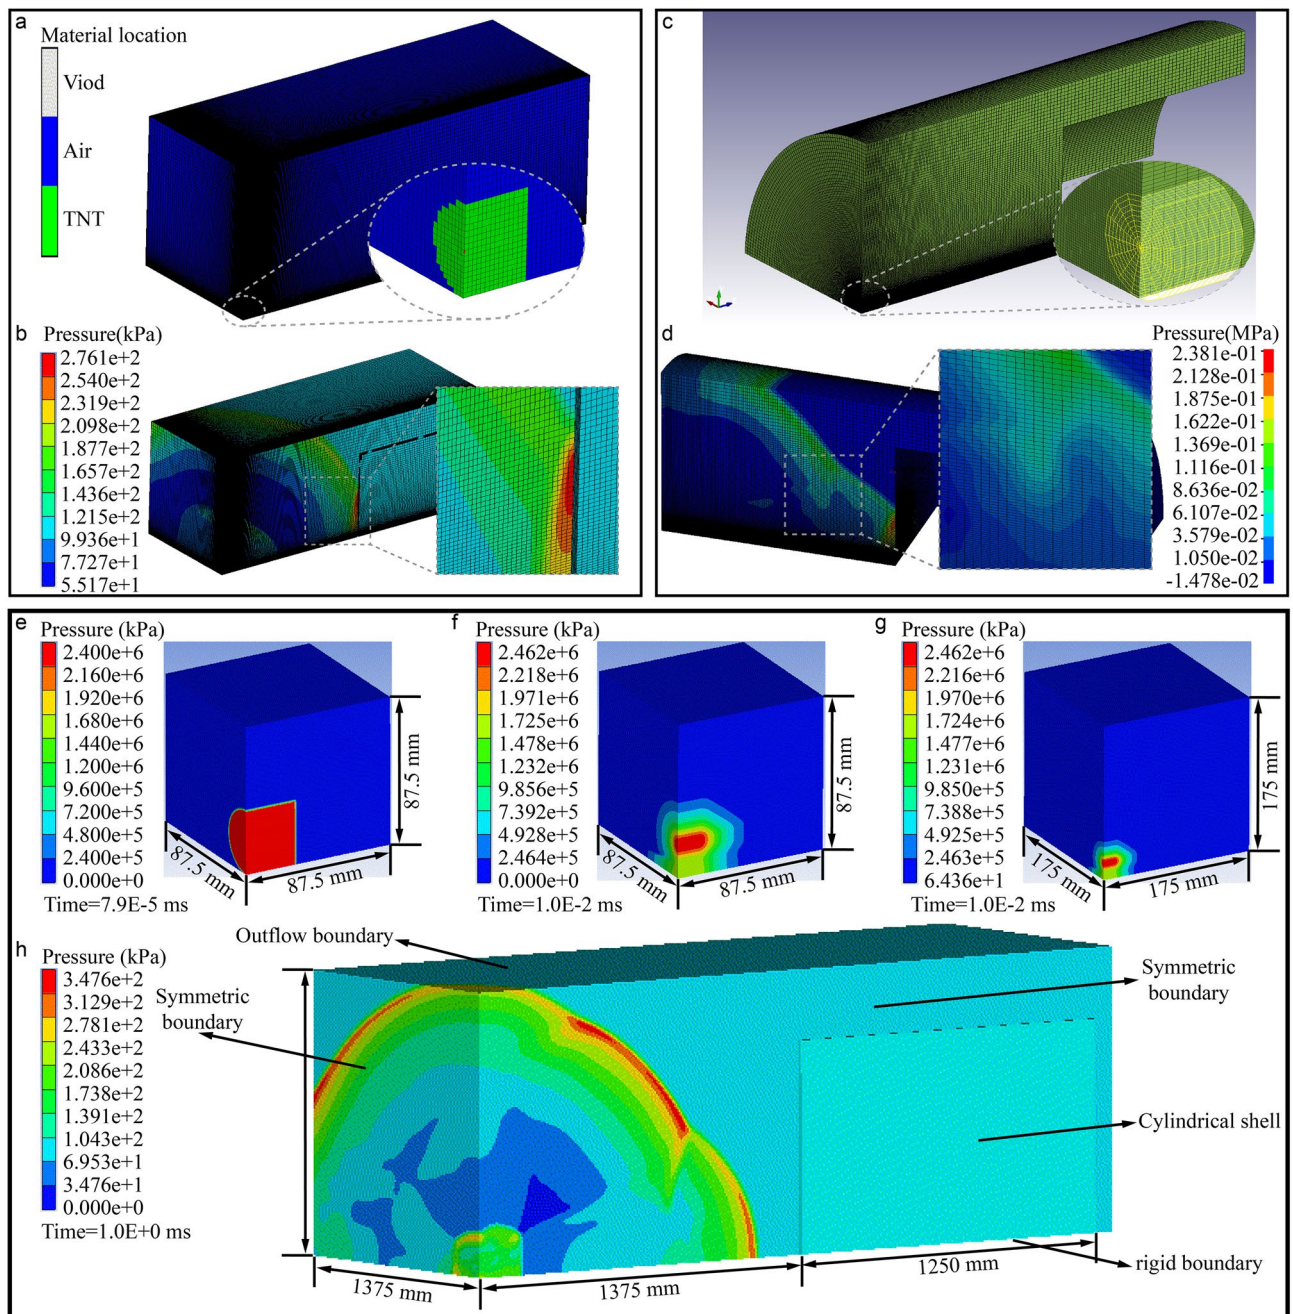 a
Material location
Viod
Air
TNT
b
Pressure(kPa)
2.761e+2
2.540e+2
2.319e+2
2.098e+2
1.877e+2
1.657e+2
1.436e+2
1.215e+2
9.936e+1
7.727e+1
5.517e+1
c
d
Pressure(MPa)
2.381e-01
2.128e-01
1.875e-01
1.622e-01
1.369e-01
1.116e-01
8.636e-02
6.107e-02
3.579e-02
1.050e-02
-1.478e-02
e
Pressure (kPa)
2.400e+6
2.160e+6
1.920e+6
1.680e+6
1.440e+6
1.200e+6
9.600e+5
7.200e+5
4.800e+5
2.400e+5
0.000e+0
Time=7.9E-5 ms
87.5 mm
87.5 mm
87.5 mm
f
Pressure (kPa)
2.462e+6
2.218e+6
1.971e+6
1.725e+6
1.478e+6
1.232e+6
9.856e+5
7.392e+5
4.928e+5
2.464e+5
0.000e+0
Time=1.0E-2 ms
87.5 mm
87.5 mm
87.5 mm
g
Pressure (kPa)
2.462e+6
2.216e+6
1.970e+6
1.724e+6
1.477e+6
1.231e+6
9.850e+5
7.388e+5
4.925e+5
2.463e+5
6.436e+1
Time=1.0E-2 ms
175 mm
175 mm
175 mm
h
Pressure (kPa)
3.476e+2
3.129e+2
2.781e+2
2.433e+2
2.086e+2
1.738e+2
1.391e+2
1.043e+2
6.953e+1
3.476e+1
0.000e+0
Time=1.0E+0 ms
Outflow boundary
Symmetric
boundary
Symmetric
boundary
Cylindrical shell
rigid boundary
1375 mm
1375 mm
1250 mm